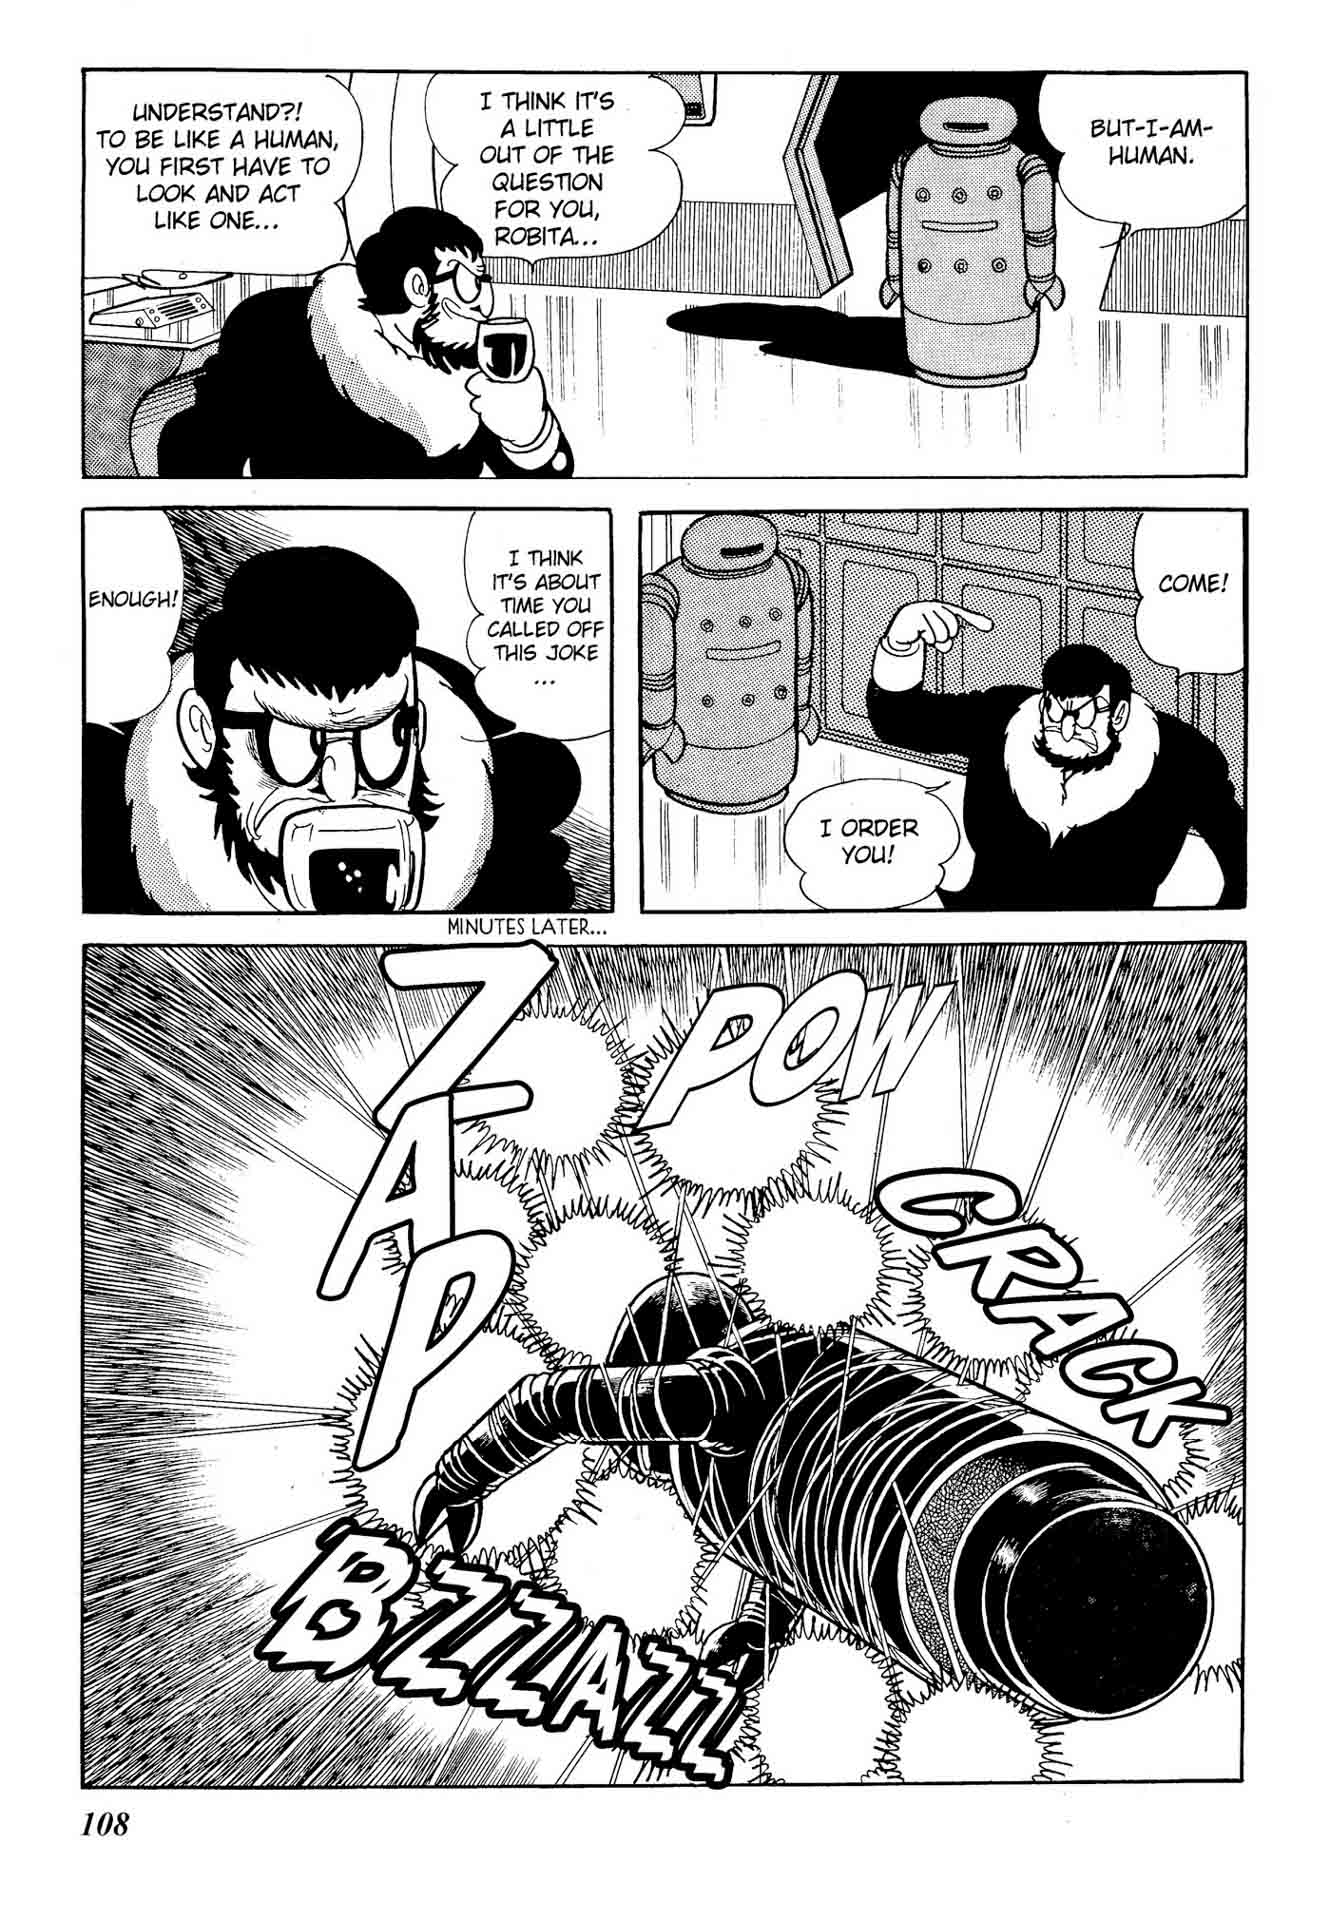 UNDERSTAND?!
TO BE LIKE A HUMAN,
YOU FIRST HAVE TO
LOOK AND ACT
LIKE ONE...
I THINK IT'S
A LITTLE
OUT OF THE
QUESTION
FOR YOU,
ROBITA...
BUT-I-AM-
HUMAN.
ENOUGH!
I THINK
IT'S ABOUT
TIME YOU
CALLED OFF
THIS JOKE
...
COME!
I ORDER
YOU!
MINUTES LATER...
ZAP
POW
CRACK
BZZZAZZ
108